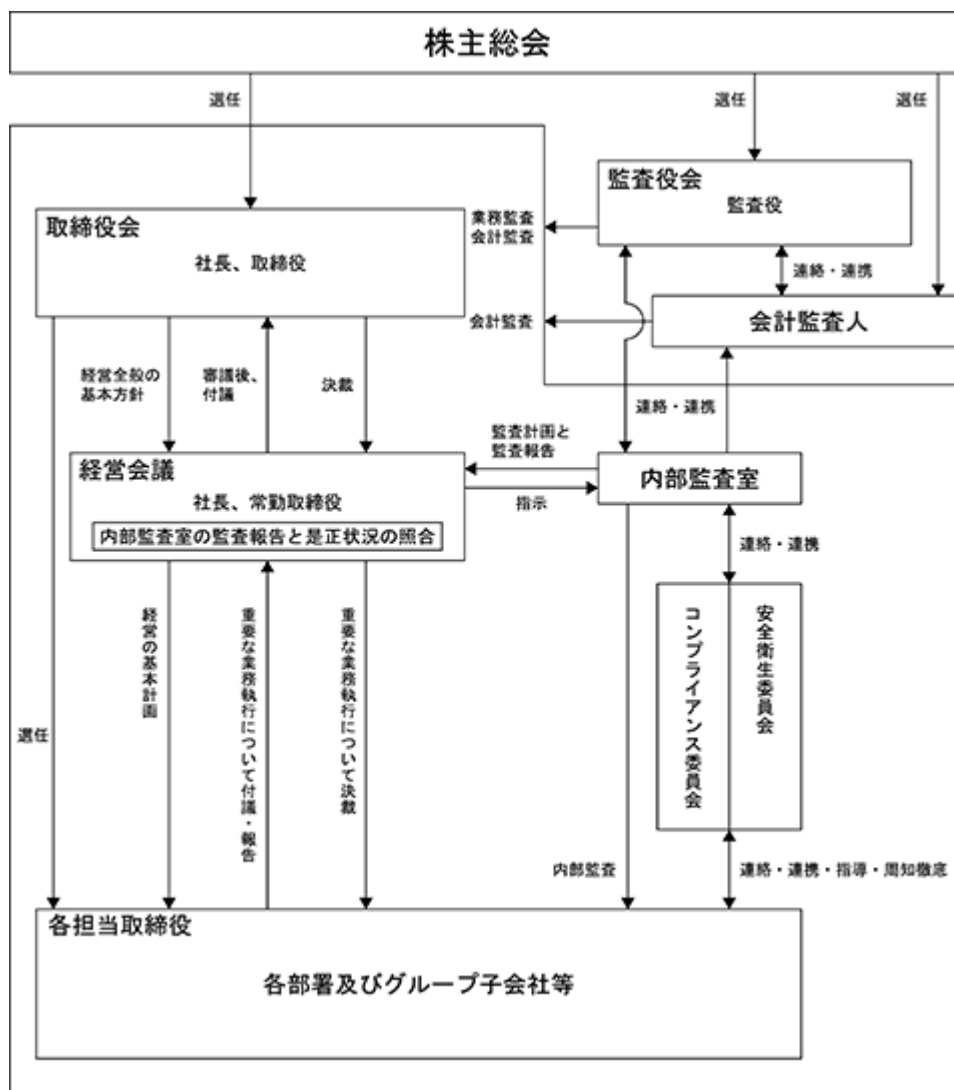 株主総会
選任
選任
選任
監査役会
監査役
取締役会
社長、取締役
業務監査
会計監査
連絡・連携
会計監査人
会計監査
経営全般の
基本方針
審議後、
付議
決裁
連絡・連携
監査計画と
監査報告
経営会議
社長、常勤取締役
内部監査室の監査報告と是正状況の照合
指示
内部監査室
連絡・連携
選任
経営の基本計画
重要な業務執行について付議・報告
重要な業務執行について決裁
安全衛生委員会
コンプライアンス委員会
内部監査
連絡・連携・指導・周知徹底
各担当取締役
各部署及びグループ子会社等